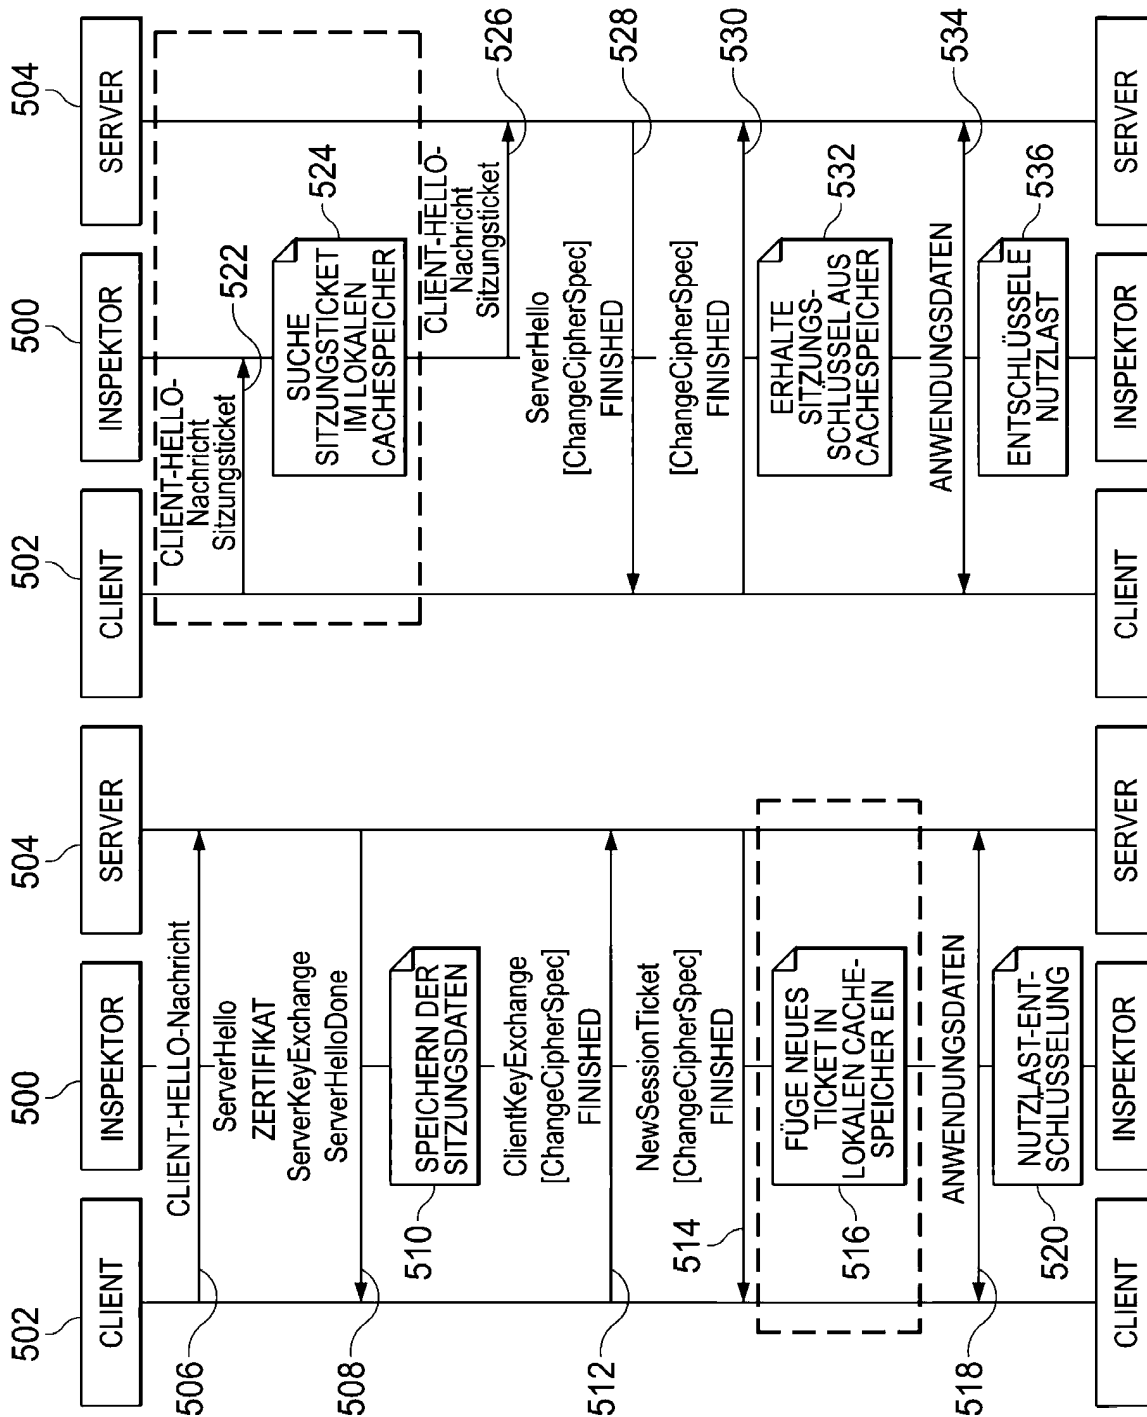 502
CLIENT
500
INSPEKTOR
504
SERVER
506
CLIENT-HELLO-Nachricht
ServerHello
ZERTIFIKAT
ServerKeyExchange
ServerHelloDone
508
SPEICHERN DER
SITZUNGSDATEN
510
ClientKeyExchange
[ChangeCipherSpec]
FINISHED
512
NewSessionTicket
[ChangeCipherSpec]
FINISHED
514
FÜGE NEUES
TICKET IN
LOKALEN CACHE-
SPEICHER EIN
516
ANWENDUNGSDATEN
518
NUTZLAST-ENT-
SCHLÜSSELUNG
520
CLIENT
INSPEKTOR
SERVER
502
CLIENT
500
INSPEKTOR
504
SERVER
CLIENT-HELLO-
Nachricht
Sitzungsticket
522
SUCHE
SITZUNGSTICKET
IM LOKALEN
CACHESPEICHER
524
CLIENT-HELLO-
Nachricht
Sitzungsticket
526
ServerHello
[ChangeCipherSpec]
FINISHED
528
[ChangeCipherSpec]
FINISHED
530
ERHALTE
SITZUNGS-
SCHLÜSSEL AUS
CACHESPEICHER
532
ANWENDUNGSDATEN
534
ENTSCHLÜSSELE
NUTZLAST
536
CLIENT
INSPEKTOR
SERVER